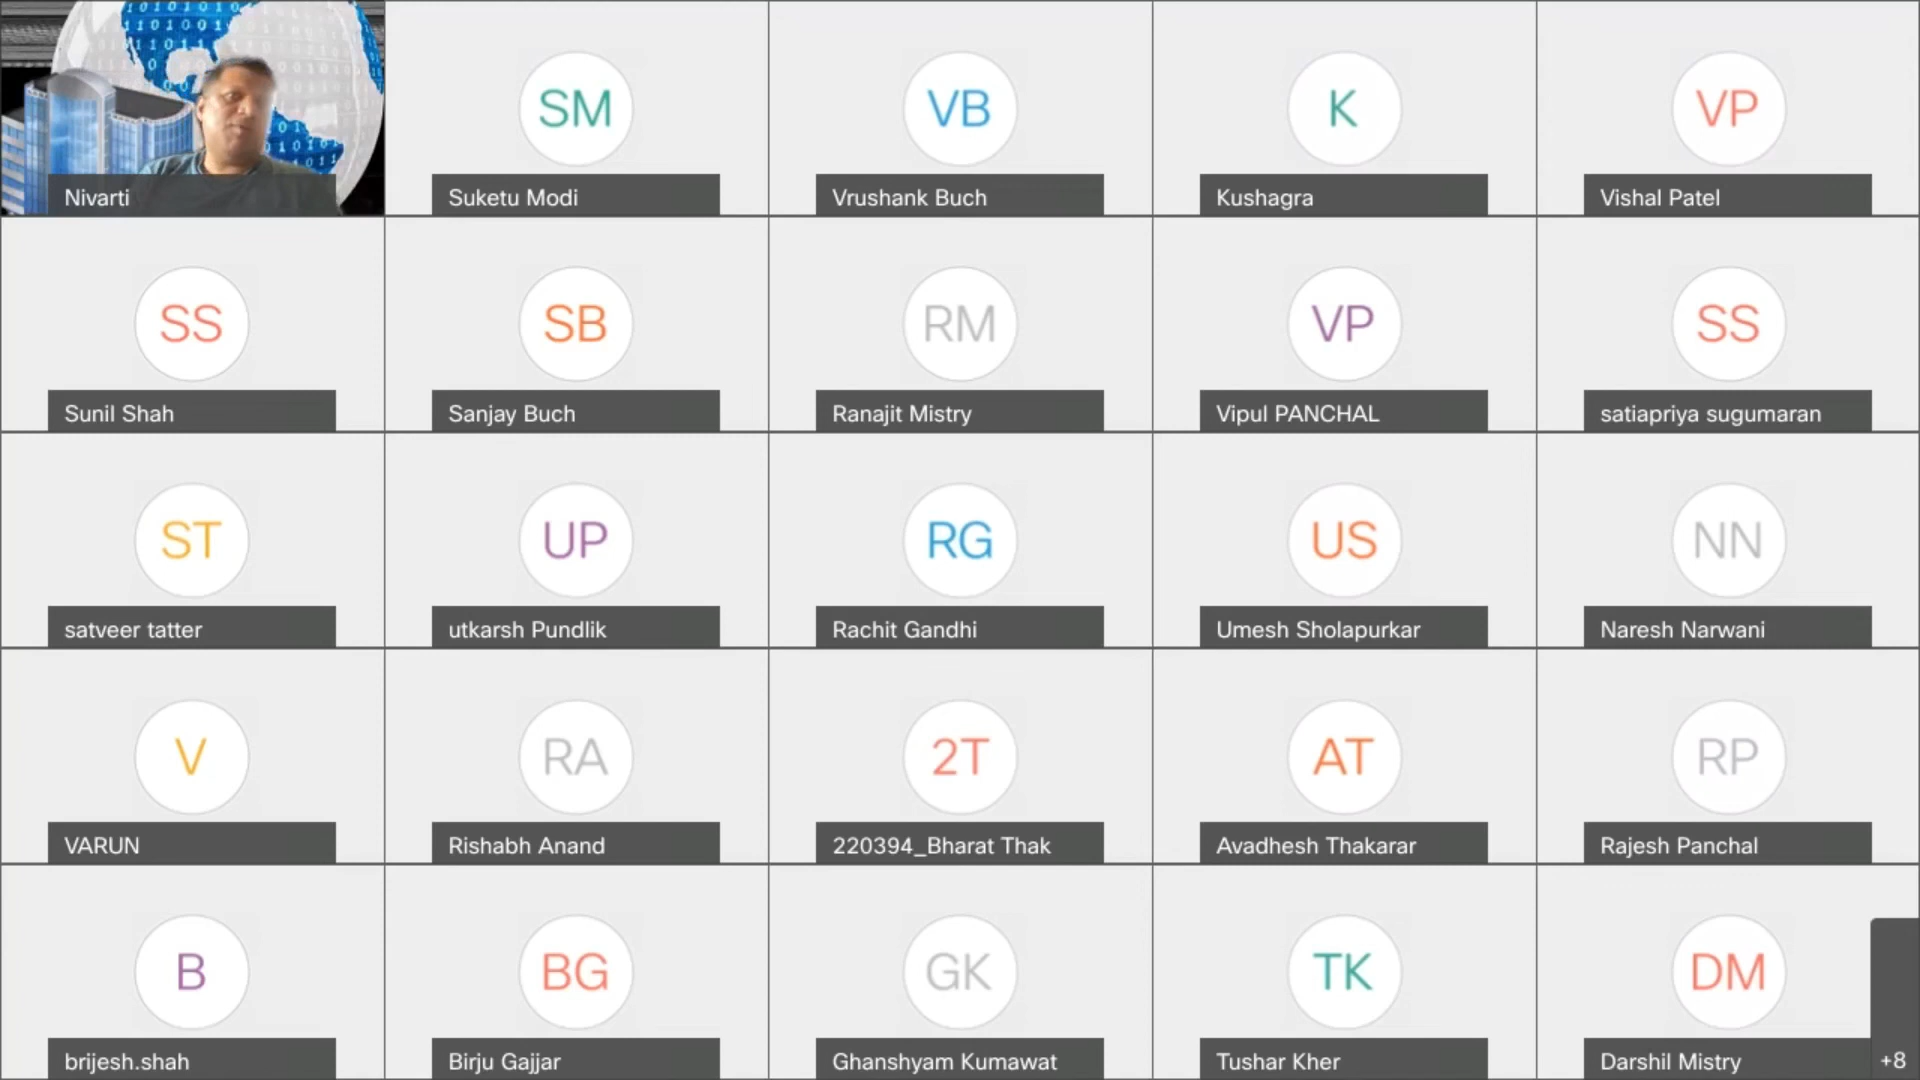 Nivarti
SM
Suketu Modi
VB
Vrushank Buch
K
Kushagra
VP
Vishal Patel
SS
Sunil Shah
SB
Sanjay Buch
RM
Ranajit Mistry
VP
Vipul PANCHAL
SS
satiapriya sugumaran
ST
satveer tatter
UP
utkarsh Pundlik
RG
Rachit Gandhi
US
Umesh Sholapurkar
NN
Naresh Narwani
V
VARUN
RA
Rishabh Anand
2T
220394_Bharat Thak
AT
Avadhesh Thakarar
RP
Rajesh Panchal
B
brijesh.shah
BG
Birju Gajjar
GK
Ghanshyam Kumawat
TK
Tushar Kher
DM
Darshil Mistry
+8